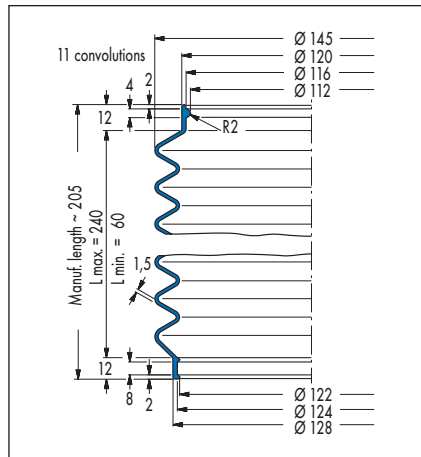 Ø 145
11 convolutions
2
Ø 120
4
Ø 116
Ø 112
12
R2
Manuf. length ~ 205
L max. = 240
L min. = 60
1,5
12
8
2
Ø 122
Ø 124
Ø 128